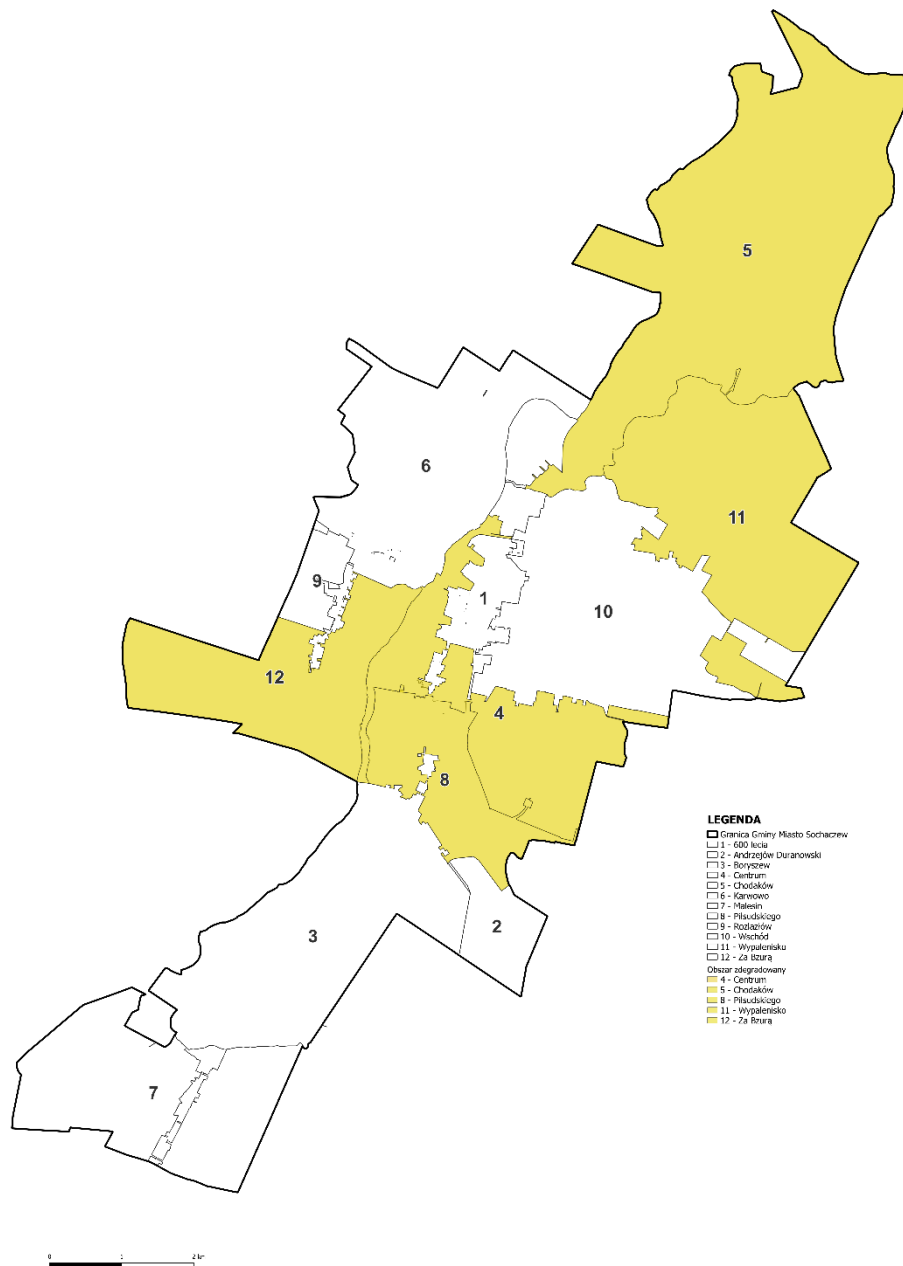 5
6
11
9
1
10
12
4
8
3
2
7
LEGENDA
Granica Gminy Miasto Sochaczew
1 - 600 lecia
2 - Andrzejów Duranowski
3 - Boryszew
4 - Centrum
5 - Chodaków
6 - Karwowo
7 - Malesin
8 - Piłsudskiego
9 - Rozlazłów
10 - Wschód
11 - Wypalenisku
12 - Za Bzurą
Obszar zdegradowany
4 - Centrum
5 - Chodaków
8 - Piłsudskiego
11 - Wypalenisko
12 - Za Bzurą
0 1 2 km